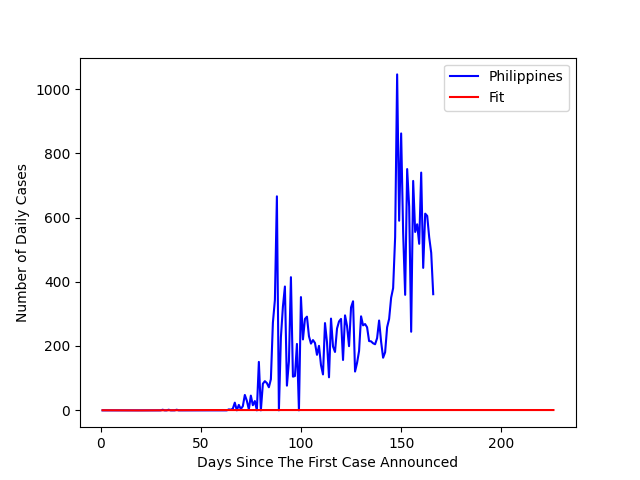 Philippines
Fit
1000
800
600
400
200
0
Number of Daily Cases
0 50 100 150 200
Days Since The First Case Announced